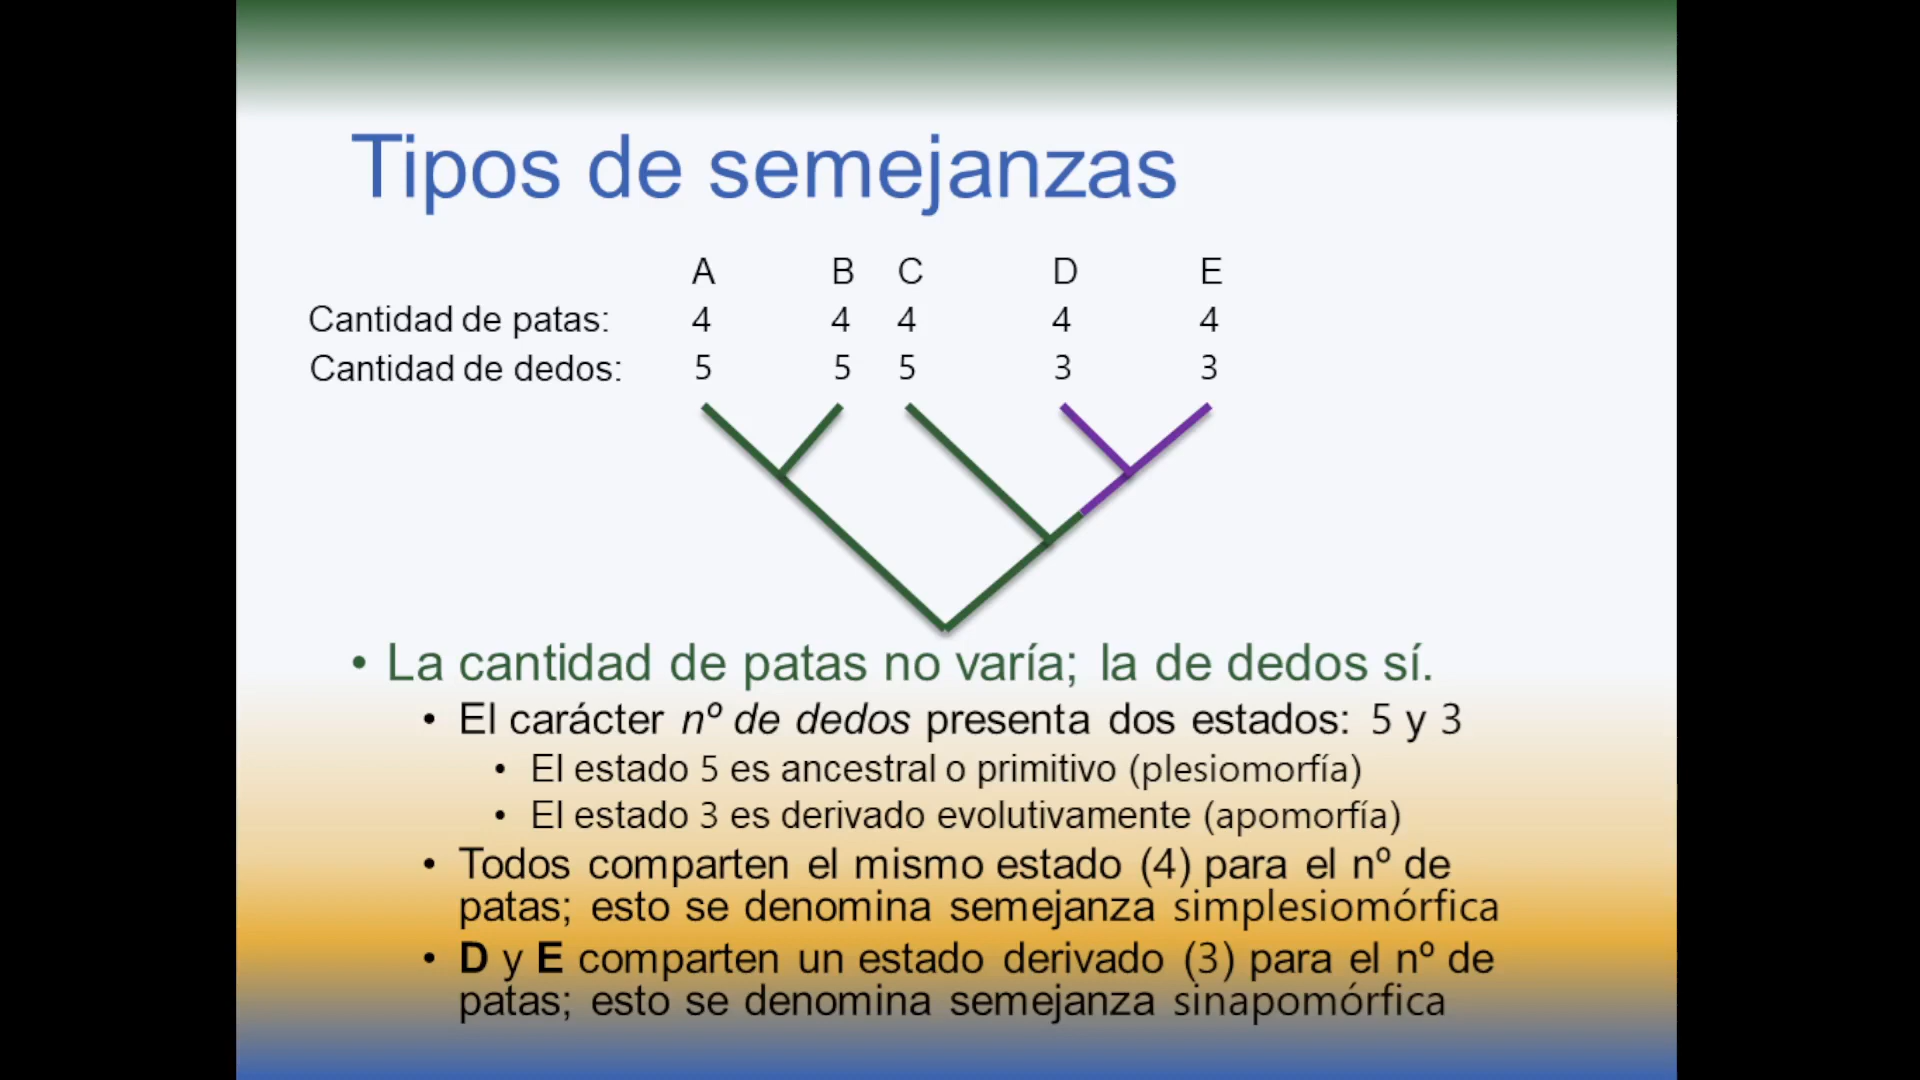 Tipos de semejanzas
A B C D E
Cantidad de patas: 4 4 4 4 4
Cantidad de dedos: 5 5 5 3 3
• La cantidad de patas no varía; la de dedos sí.
• El carácter nº de dedos presenta dos estados: 5 y 3
• El estado 5 es ancestral o primitivo (plesiomorfía)
• El estado 3 es derivado evolutivamente (apomorfía)
• Todos comparten el mismo estado (4) para el nº de
patas; esto se denomina semejanza simplesiomórfica
• D y E comparten un estado derivado (3) para el nº de
patas; esto se denomina semejanza sinapomórfica